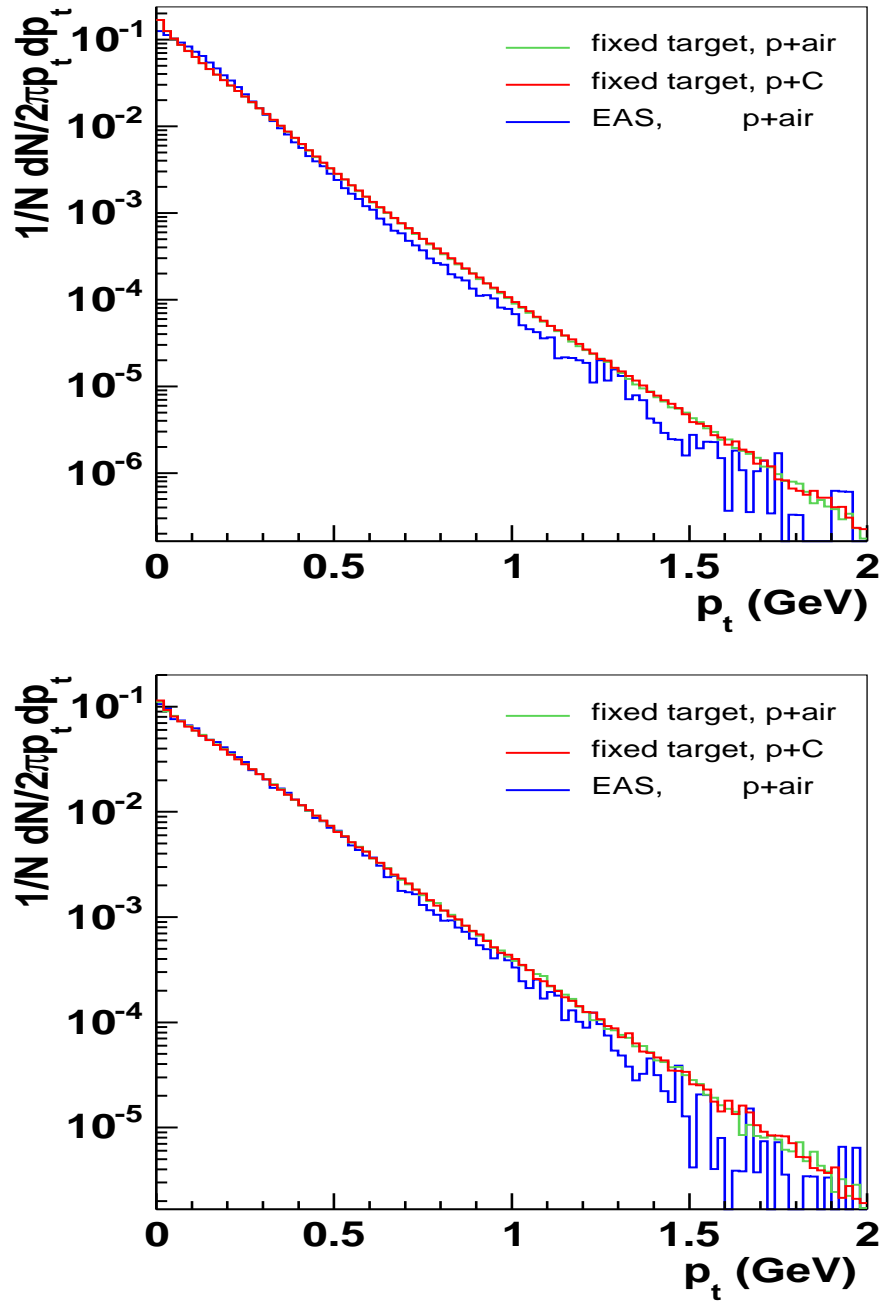 1/N dN/2πp_t dp_t
10^-1
10^-2
10^-3
10^-4
10^-5
10^-6
fixed target, p+air
fixed target, p+C
EAS, p+air
0 0.5 1 1.5 2
p_t (GeV)
1/N dN/2πp_t dp_t
10^-1
10^-2
10^-3
10^-4
10^-5
fixed target, p+air
fixed target, p+C
EAS, p+air
0 0.5 1 1.5 2
p_t (GeV)